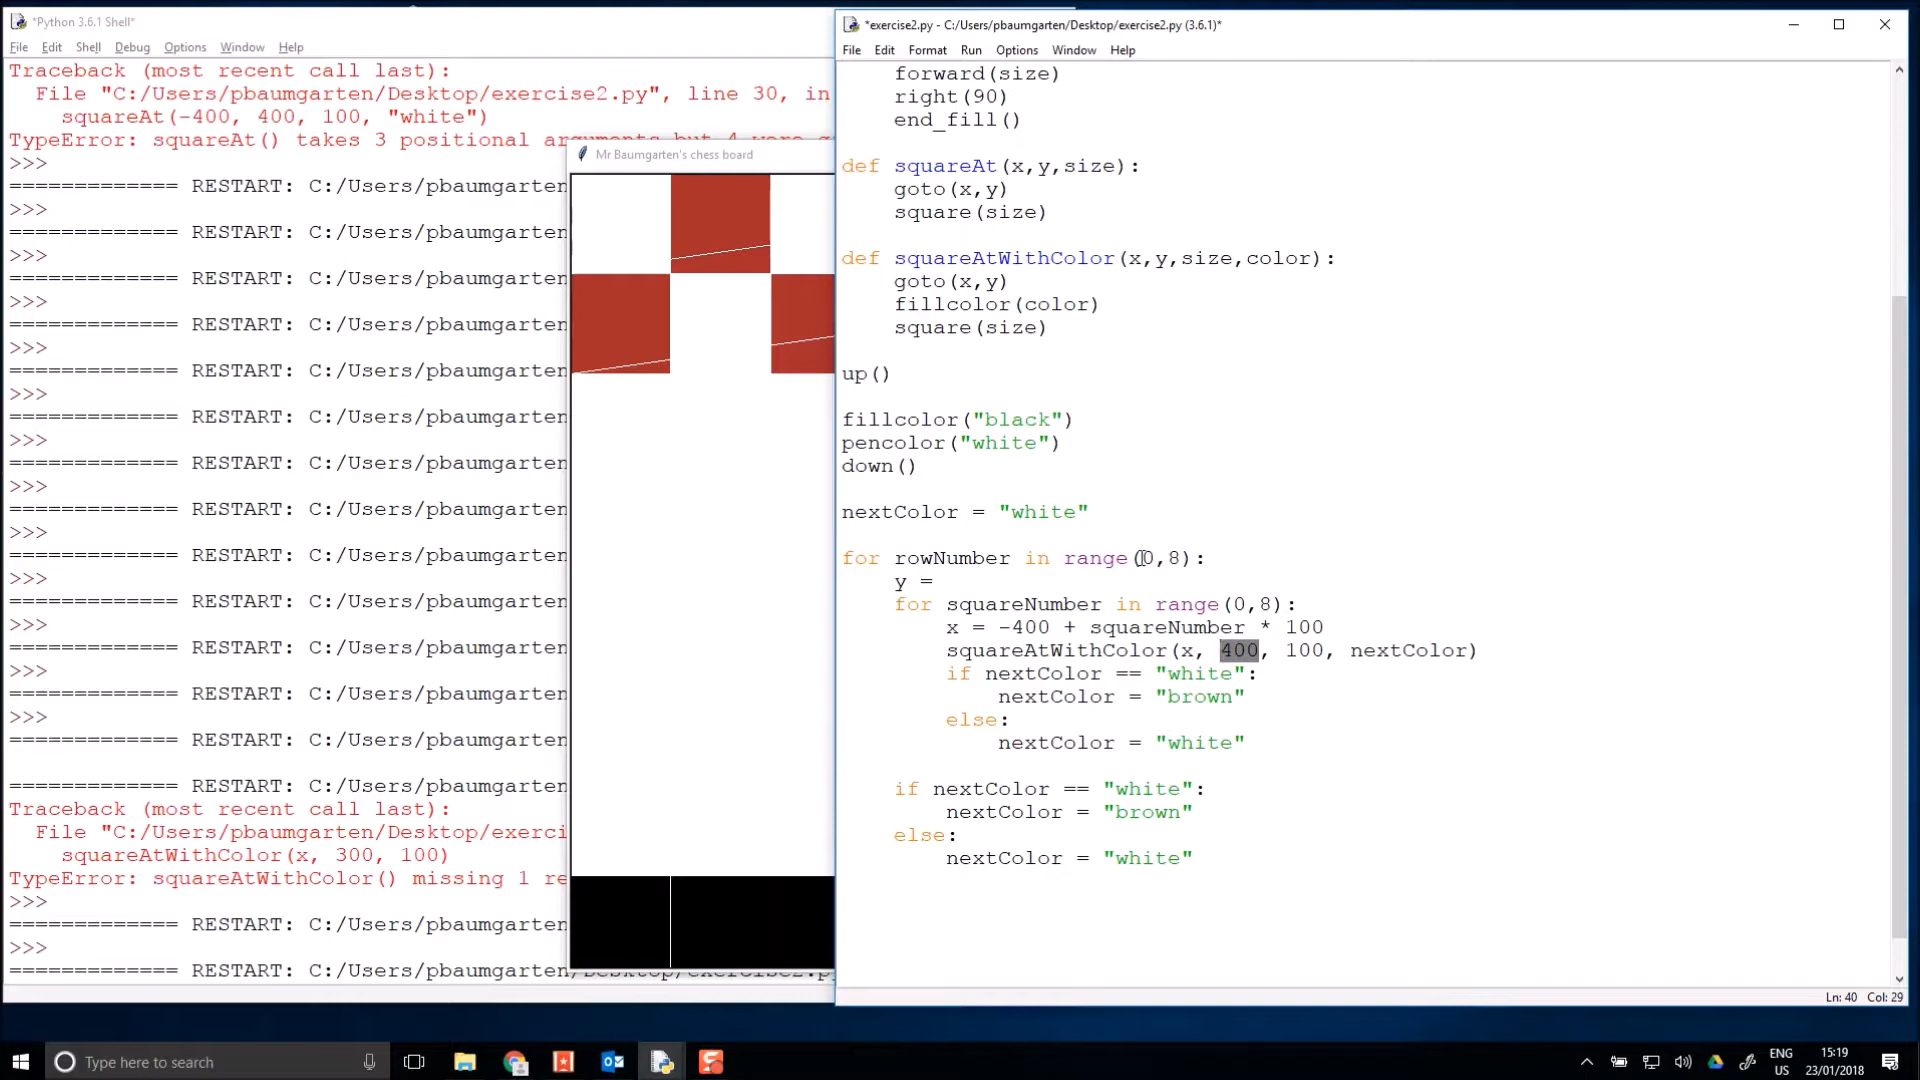 *Python 3.6.1 Shell*
File Edit Shell Debug Options Window Help
Traceback (most recent call last):
File "C:/Users/pbaumgarten/Desktop/exercise2.py", line 30, in
squareAt(-400, 400, 100, "white")
TypeError: squareAt() takes 3 positional arguments but 4 were
>>>
============= RESTART: C:/Users/pbaumgarten
>>>
============= RESTART: C:/Users/pbaumgarten
>>>
============= RESTART: C:/Users/pbaumgarten
>>>
============= RESTART: C:/Users/pbaumgarten
>>>
============= RESTART: C:/Users/pbaumgarten
>>>
============= RESTART: C:/Users/pbaumgarten
>>>
============= RESTART: C:/Users/pbaumgarten
>>>
============= RESTART: C:/Users/pbaumgarten
>>>
============= RESTART: C:/Users/pbaumgarten
>>>
============= RESTART: C:/Users/pbaumgarten
>>>
============= RESTART: C:/Users/pbaumgarten
>>>
============= RESTART: C:/Users/pbaumgarten
>>>
============= RESTART: C:/Users/pbaumgarten
============= RESTART: C:/Users/pbaumgarten
Traceback (most recent call last):
File "C:/Users/pbaumgarten/Desktop/exerci
squareAtWithColor(x, 300, 100)
TypeError: squareAtWithColor() missing 1 re
>>>
============= RESTART: C:/Users/pbaumgarten
>>>
============= RESTART: C:/Users/pbaumgarten/Desktop/exercise2.p
Mr Baumgarten's chess board
*exercise2.py - C:/Users/pbaumgarten/Desktop/exercise2.py (3.6.1)*
File Edit Format Run Options Window Help
forward(size)
right(90)
end_fill()
def squareAt(x,y,size):
goto(x,y)
square(size)
def squareAtWithColor(x,y,size,color):
goto(x,y)
fillcolor(color)
square(size)
up()
fillcolor("black")
pencolor("white")
down()
nextColor = "white"
for rowNumber in range(0,8):
y =
for squareNumber in range(0,8):
x = -400 + squareNumber * 100
squareAtWithColor(x, 400, 100, nextColor)
if nextColor == "white":
nextColor = "brown"
else:
nextColor = "white"
if nextColor == "white":
nextColor = "brown"
else:
nextColor = "white"
Ln: 40 Col: 29
Type here to search
ENG
US
15:19
23/01/2018